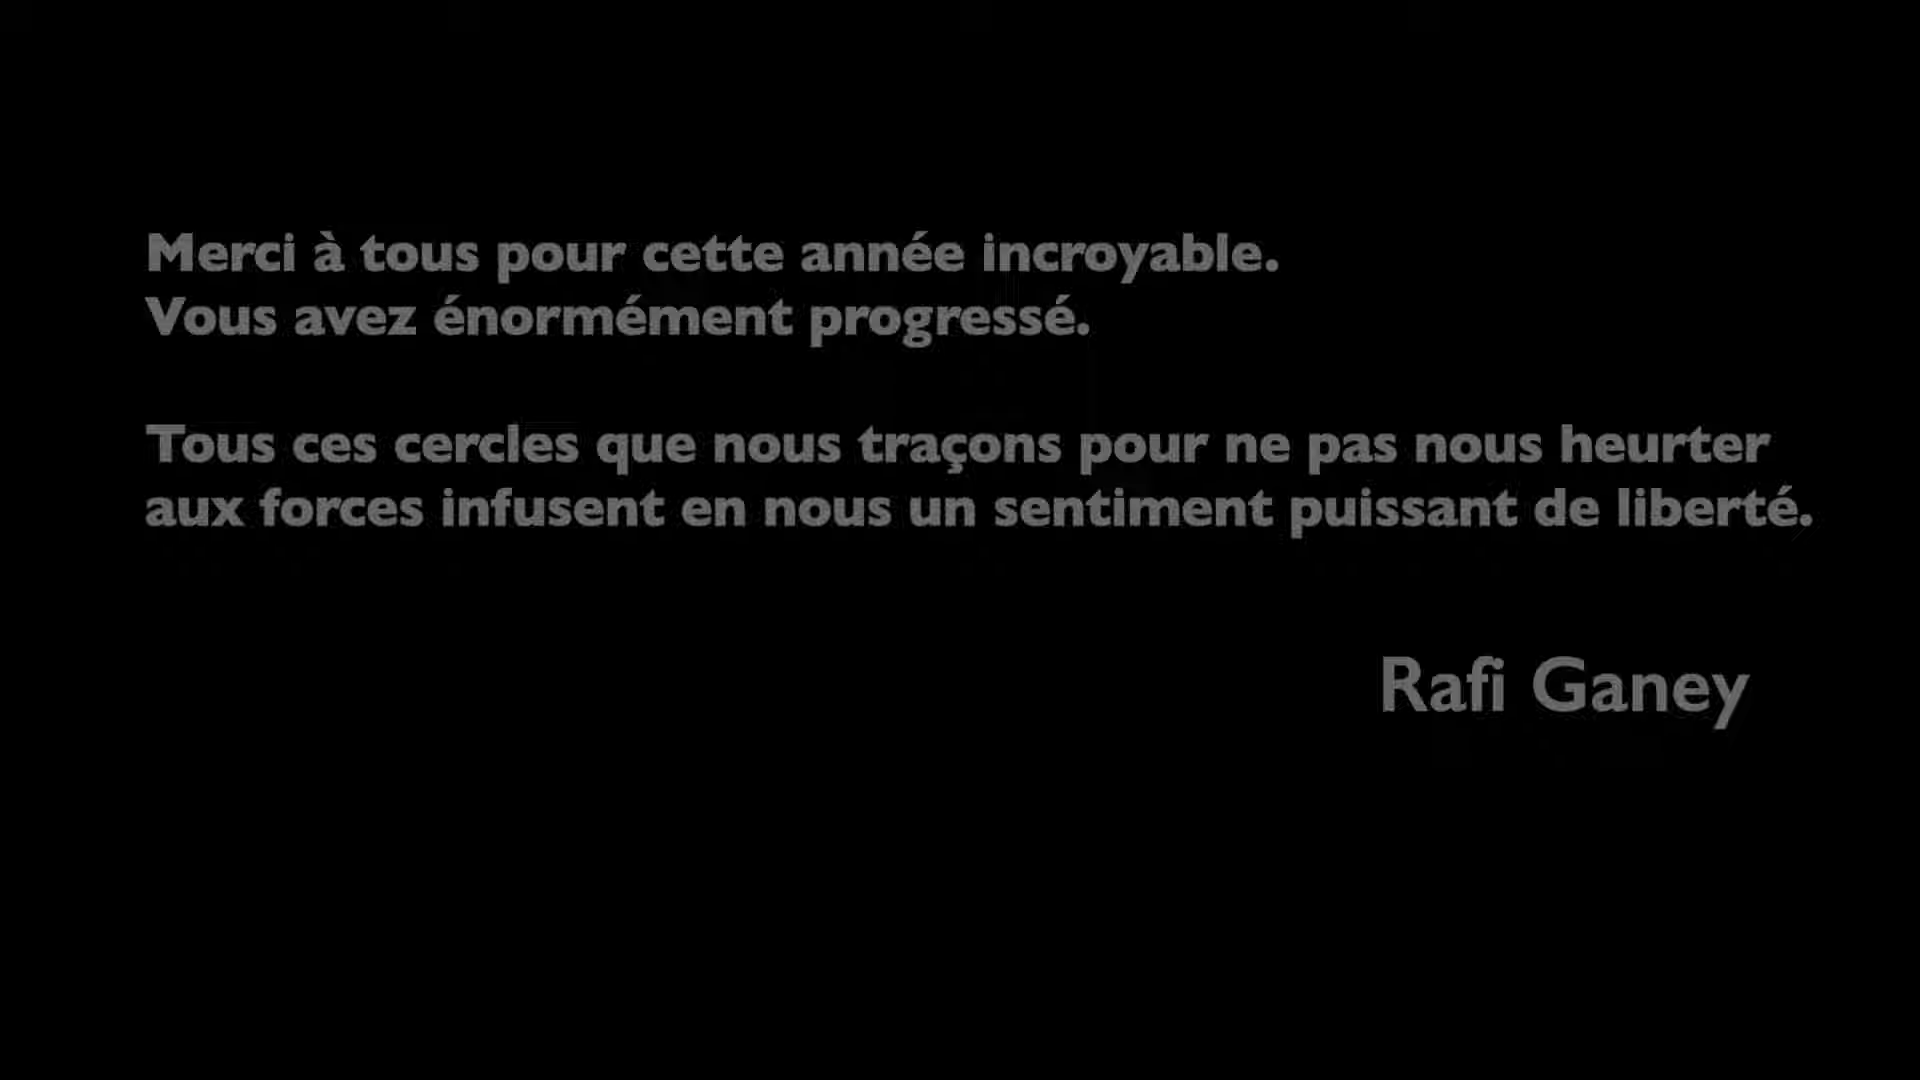 Merci à tous pour cette année incroyable.
Vous avez énormément progressé.
Tous ces cercles que nous traçons pour ne pas nous heurter
aux forces infusent en nous un sentiment puissant de liberté.
Rafi Ganey